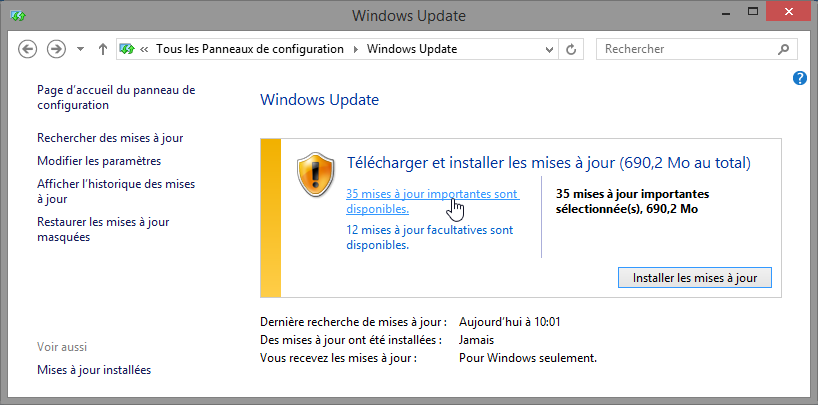 Windows Update
« Tous les Panneaux de configuration Windows Update
Rechercher
Page d'accueil du panneau de
configuration
Rechercher des mises à jour
Modifier les paramètres
Afficher l'historique des mises
à jour
Restaurer les mises à jour
masquées
Voir aussi
Mises à jour installées
Windows Update
Télécharger et installer les mises à jour (690,2 Mo au total)
35 mises à jour importantes sont
disponibles.
12 mises à jour facultatives sont
disponibles.
35 mises à jour importantes
sélectionnée(s), 690,2 Mo
Installer les mises à jour
Dernière recherche de mises à jour : Aujourd'hui à 10:01
Des mises à jour ont été installées : Jamais
Vous recevez les mises à jour : Pour Windows seulement.